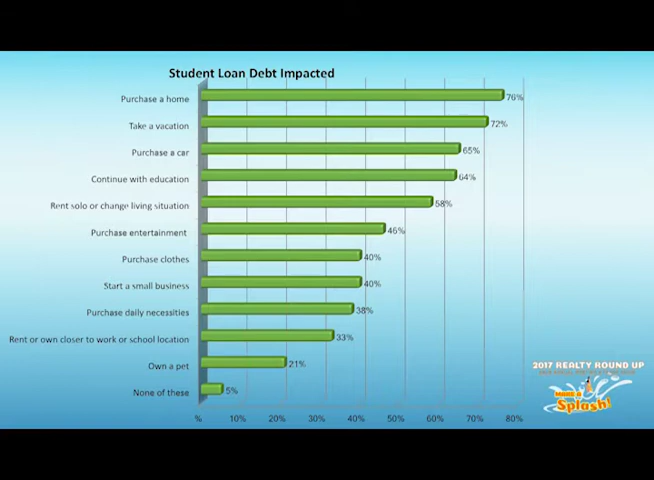 Student Loan Debt Impacted
Purchase a home 76%
Take a vacation 72%
Purchase a car 65%
Continue with education 64%
Rent solo or change living situation 58%
Purchase entertainment 46%
Purchase clothes 40%
Start a small business 40%
Purchase daily necessities 38%
Rent or own closer to work or school location 33%
Own a pet 21%
None of these 5%
% 10% 20% 30% 40% 50% 60% 70% 80%
2017 REALTY ROUND UP
MAKE A
Splash!